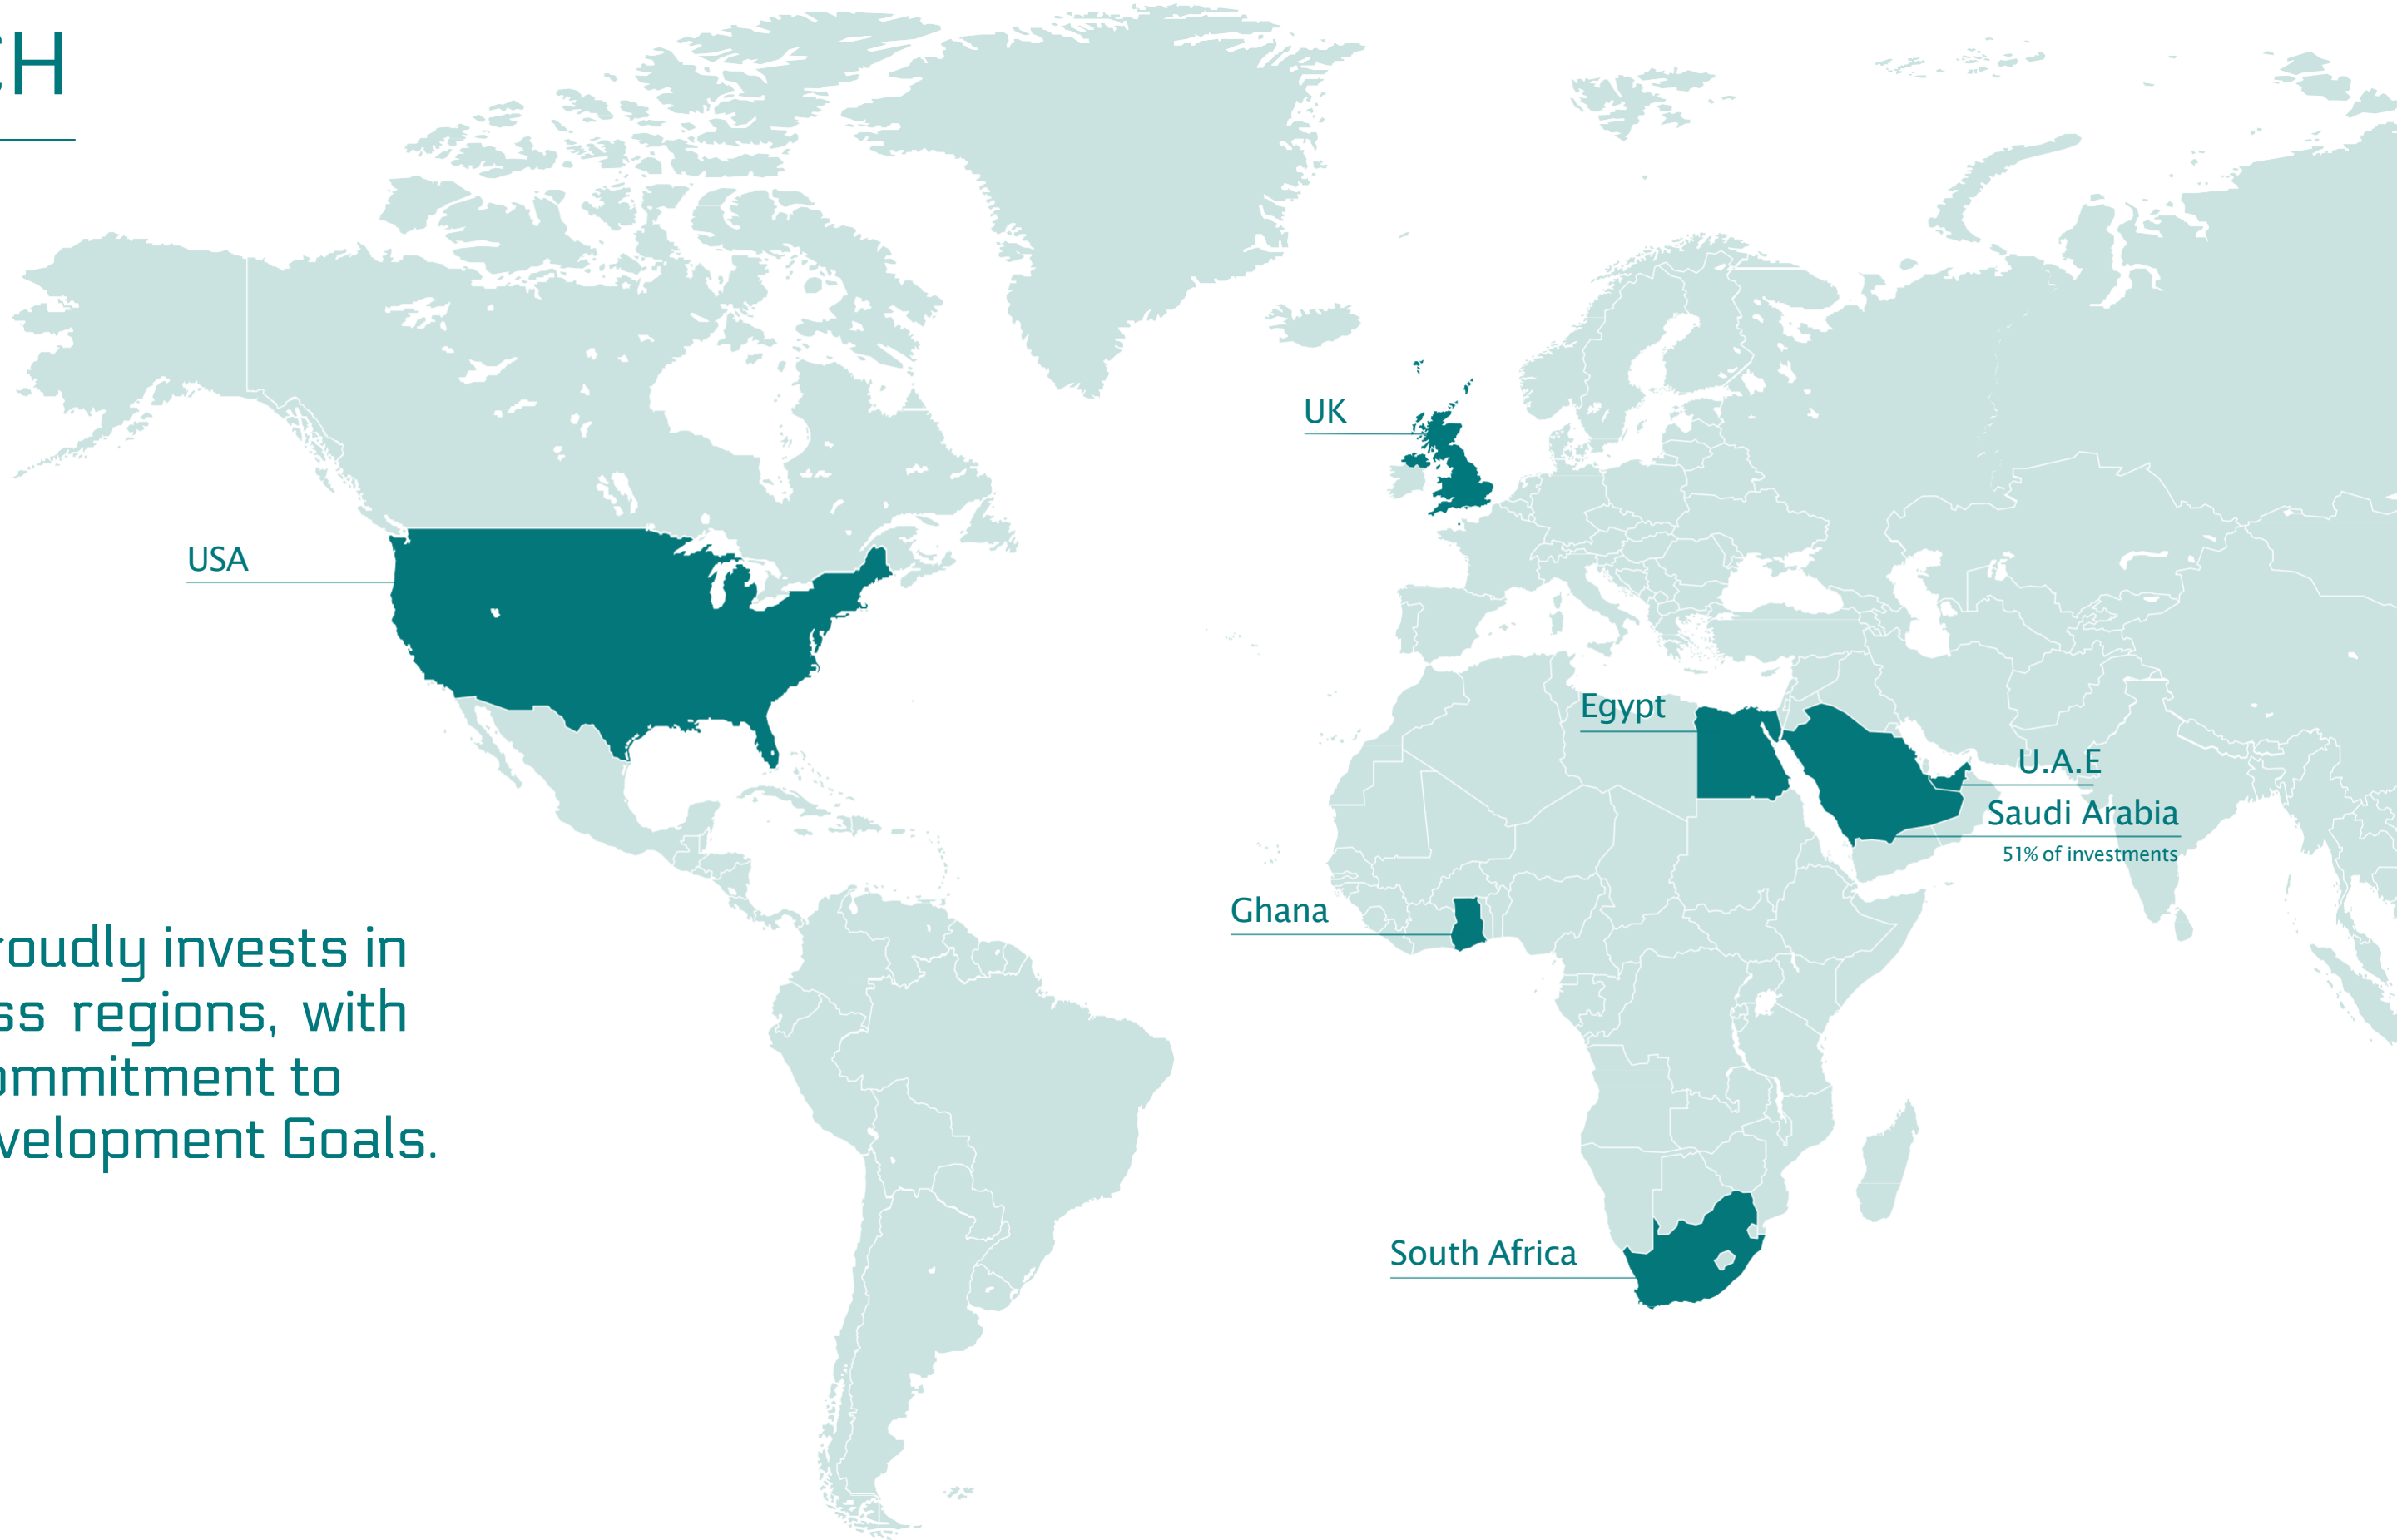 CH
UK
USA
Egypt
U.A.E
Saudi Arabia
51% of investments
Ghana
roudly invests in
ss regions, with
ommitment to
velopment Goals.
South Africa